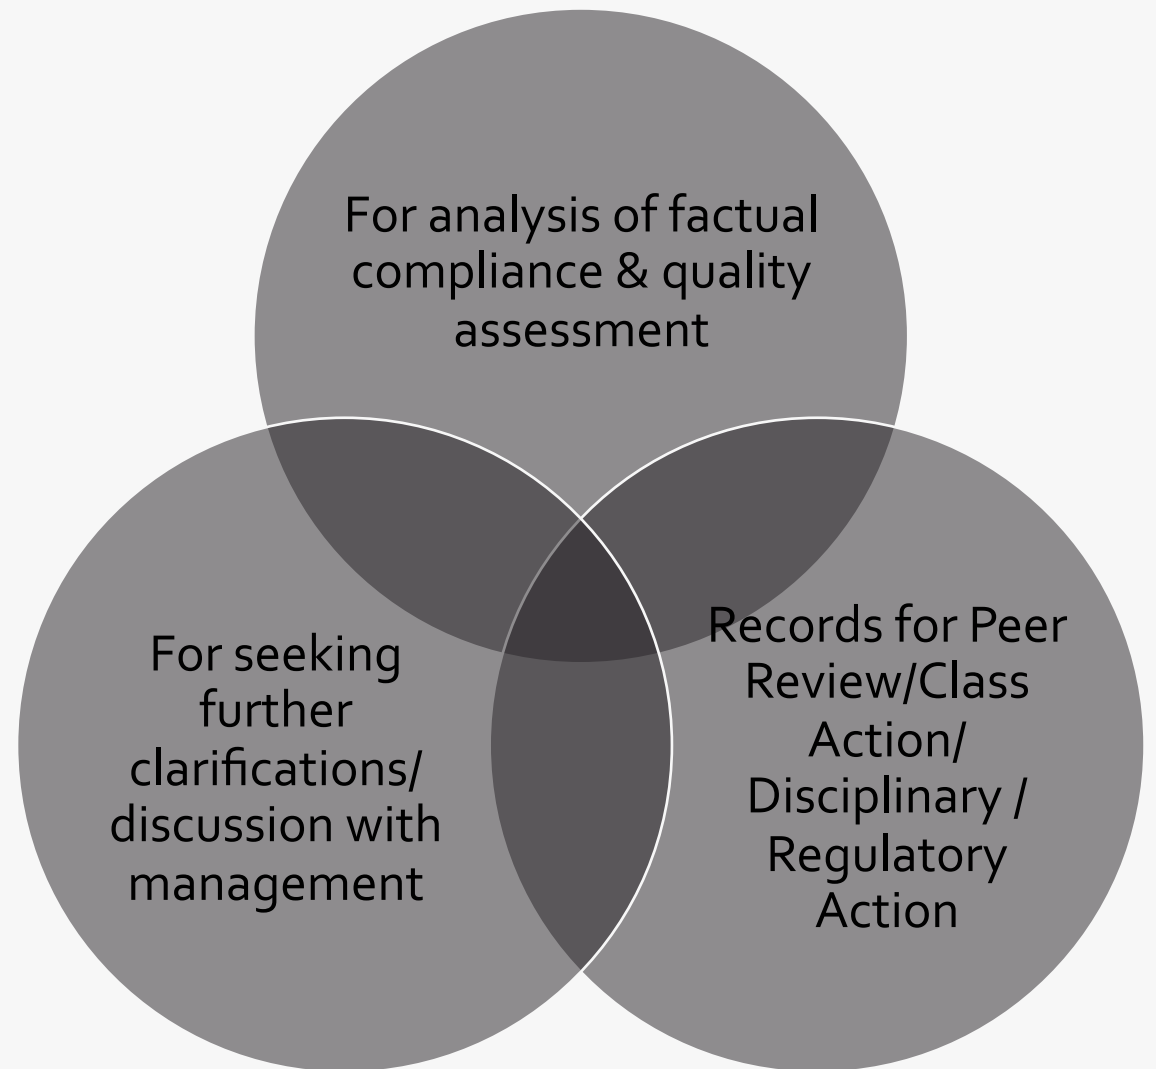 For analysis of factual
compliance & quality
assessment
For seeking
further
clarifications/
discussion with
management
Records for Peer
Review/Class
Action/
Disciplinary /
Regulatory
Action